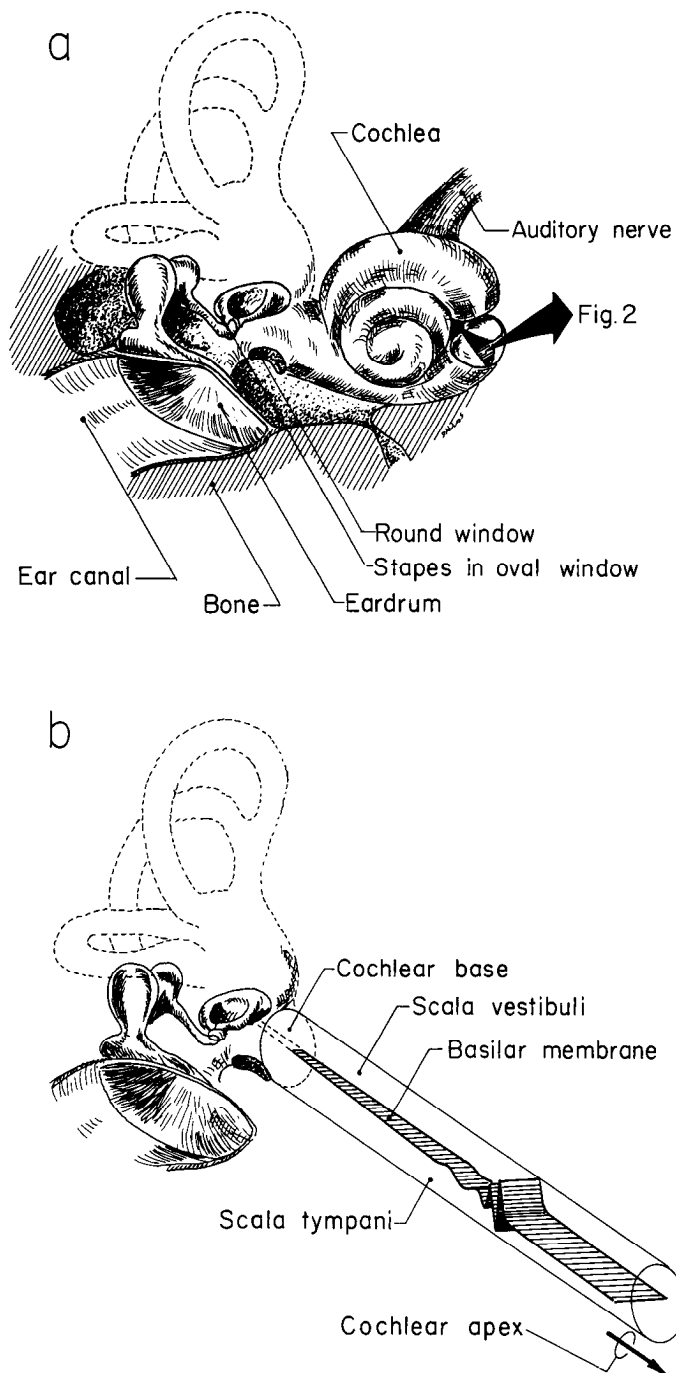 a
Cochlea
Auditory nerve
Fig. 2
Round window
Stapes in oval window
Ear canal
Bone
Eardrum
b
Cochlear base
Scala vestibuli
Basilar membrane
Scala tympani
Cochlear apex